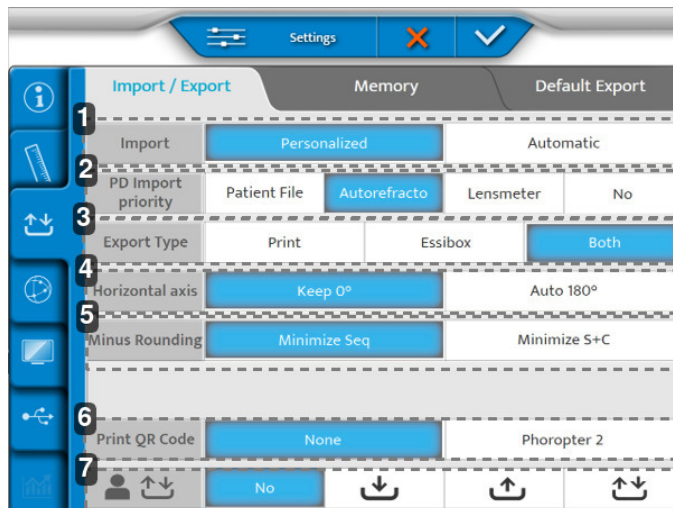 Settings
Import / Export Memory Default Export
1
Import Personalized Automatic
2
PD Import priority Patient File Autorefracto Lensmeter No
3
Export Type Print Essibox Both
4
Horizontal axis Keep 0° Auto 180°
5
Minus Rounding Minimize Seq Minimize S+C
6
Print QR Code None Phoropter 2
7
No